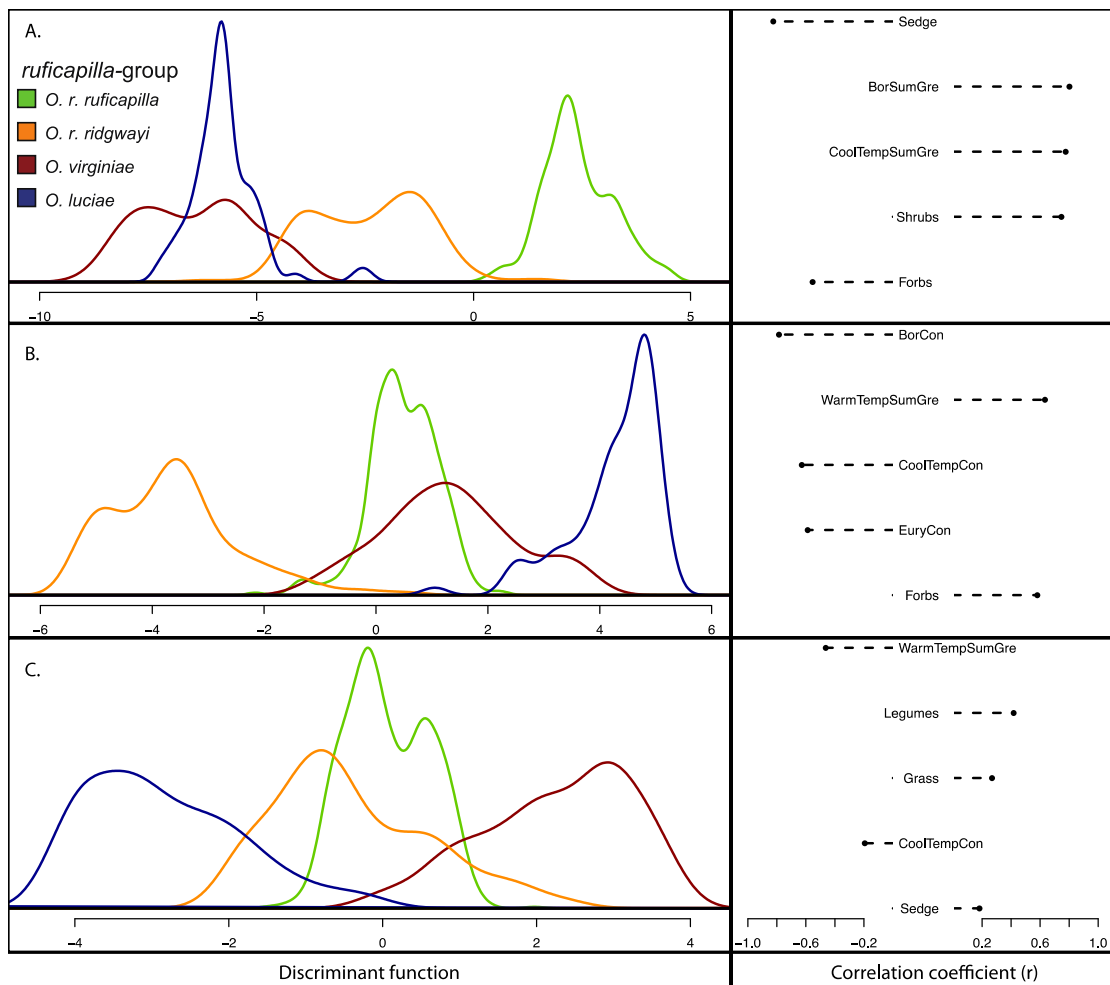 A.
ruficapilla-group
O. r. ruficapilla
O. r. ridgwayi
O. virginiae
O. luciae
−10 −5 0 5
Sedge
BorSumGre
CoolTempSumGre
Shrubs
Forbs
B.
−6 −4 −2 0 2 4 6
BorCon
WarmTempSumGre
CoolTempCon
EuryCon
Forbs
C.
−4 −2 0 2 4
WarmTempSumGre
Legumes
Grass
CoolTempCon
Sedge
−1.0 −0.6 −0.2 0.2 0.6 1.0
Discriminant function
Correlation coefficient (r)